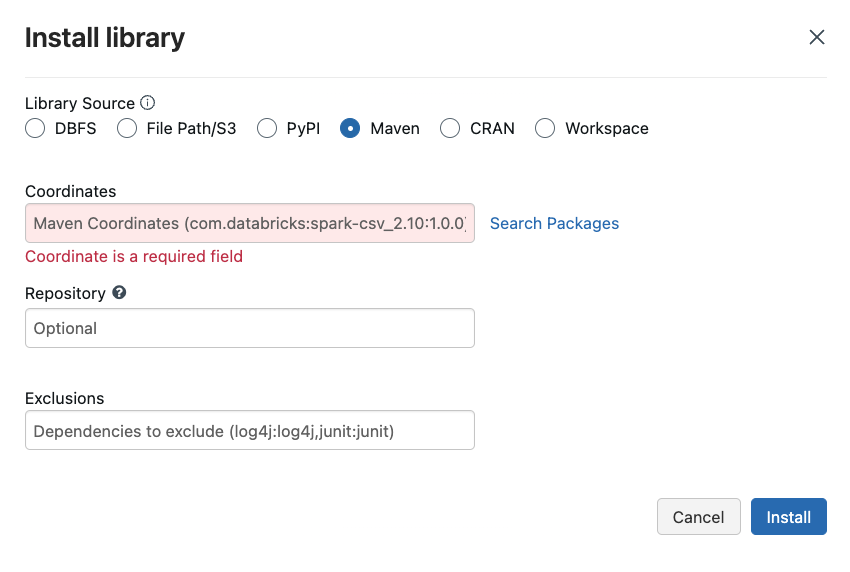 Install library
Library Source
DBFS File Path/S3 PyPI Maven CRAN Workspace
Coordinates
Maven Coordinates (com.databricks:spark-csv_2.10:1.0.0) Search Packages
Coordinate is a required field
Repository
Optional
Exclusions
Dependencies to exclude (log4j:log4j,junit:junit)
Cancel Install